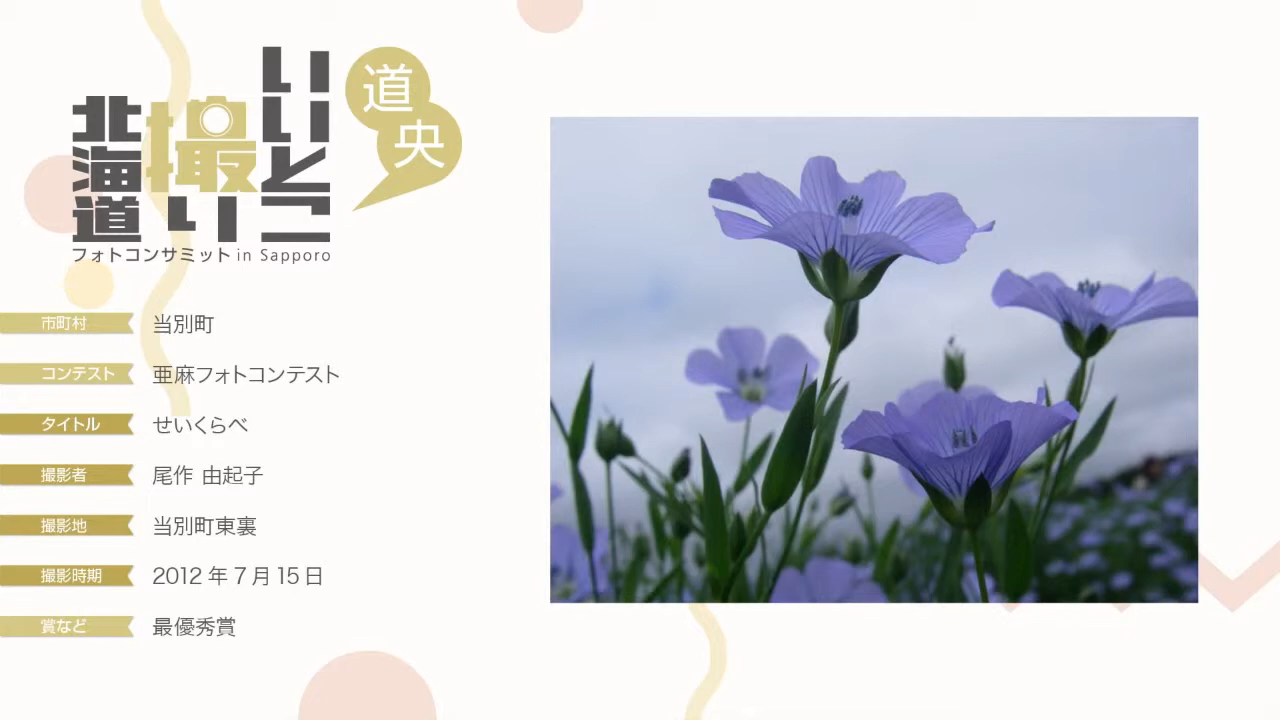 北海道
撮り
いいとこ
道央
フォトコンサミット in Sapporo
市町村 当別町
コンテスト 亜麻フォトコンテスト
タイトル せいくらべ
撮影者 尾作 由起子
撮影地 当別町東裏
撮影時期 2012 年 7 月 15 日
賞など 最優秀賞